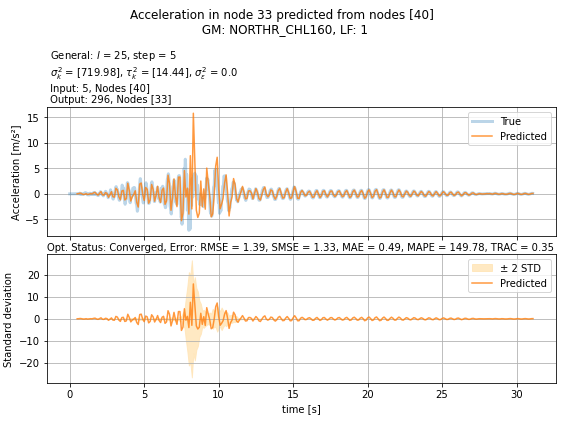 Acceleration in node 33 predicted from nodes [40]
GM: NORTHR_CHL160, LF: 1
General: l = 25, step = 5
σ²ₖ = [719.98], τ²ₖ = [14.44], σ²ε = 0.0
Input: 5, Nodes [40]
Output: 296, Nodes [33]
15
10
5
0
−5
Acceleration [m/s²]
True
Predicted
Opt. Status: Converged, Error: RMSE = 1.39, SMSE = 1.33, MAE = 0.49, MAPE = 149.78, TRAC = 0.35
20
10
0
−10
−20
Standard deviation
± 2 STD
Predicted
0 5 10 15 20 25 30
time [s]